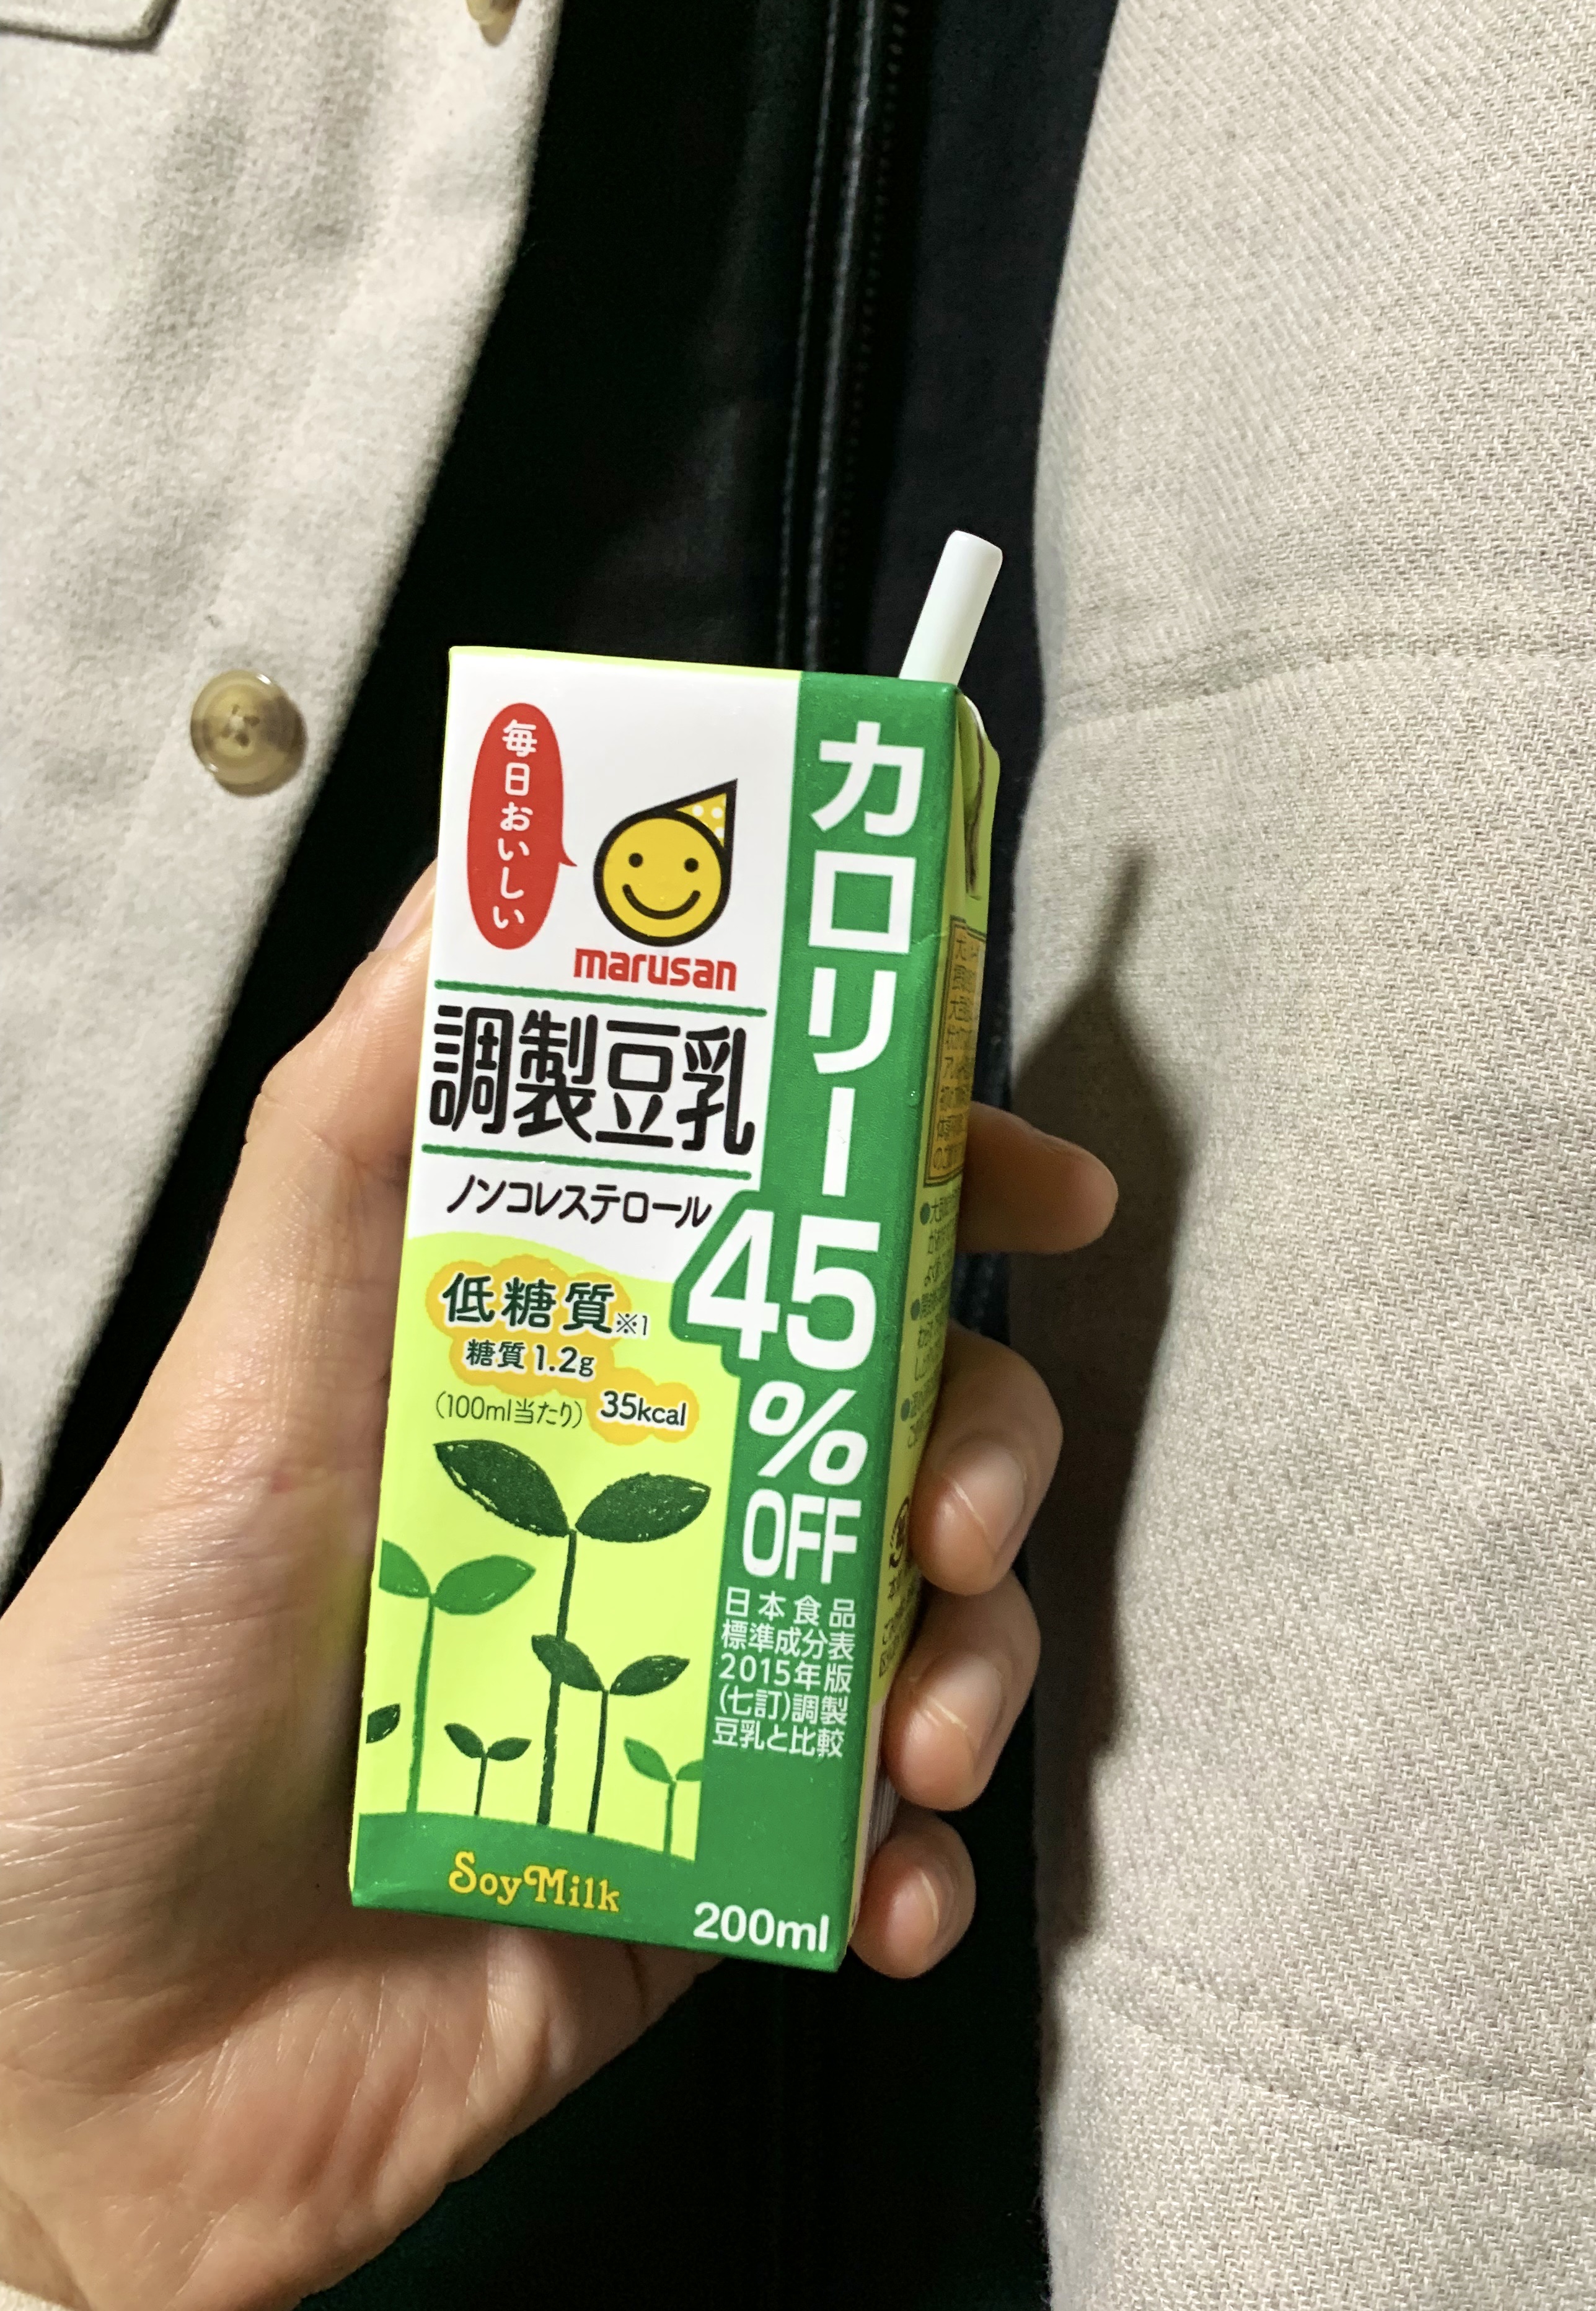 毎日おいしい
marusan
調製豆乳
ノンコレステロール
カロリー
45
%
OFF
低糖質※1
糖質1.2g
(100ml当たり) 35kcal
日本食品
標準成分表
2015年版
(七訂)調製
豆乳と比較
Soy Milk
200ml